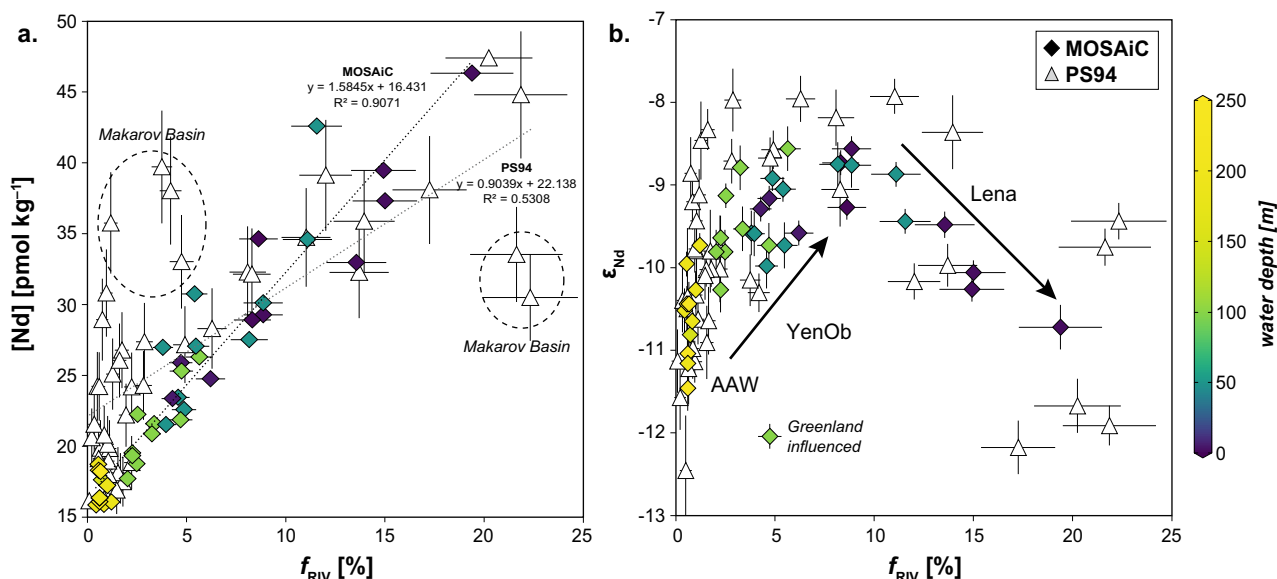 a.
50
45
40
35
30
25
20
15
[Nd] [pmol kg⁻¹]
0
5
10
15
20
25
f_RIV [%]
Makarov Basin
MOSAiC
y = 1.5845x + 16.431
R² = 0.9071
PS94
y = 0.9039x + 22.138
R² = 0.5308
Makarov Basin
b.
-7
-8
-9
-10
-11
-12
-13
ε_Nd
0
5
10
15
20
25
f_RIV [%]
MOSAiC
PS94
Lena
YenOb
AAW
Greenland
influenced
250
200
150
100
50
0
water depth [m]